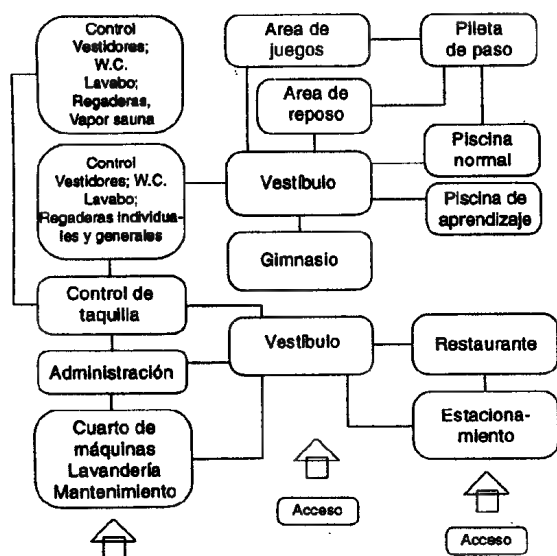 Control
Vestidores;
W.C.
Lavabo;
Regaderas,
Vapor sauna
Area de
juegos
Pileta
de paso
Area de
reposo
Piscina
normal
Control
Vestidores; W.C.
Lavabo;
Regaderas individua-
les y generales
Vestíbulo
Piscina de
aprendizaje
Gimnasio
Control de
taquilla
Vestíbulo
Restaurante
Administración
Estaciona-
miento
Cuarto de
máquinas
Lavandería
Mantenimiento
Acceso
Acceso